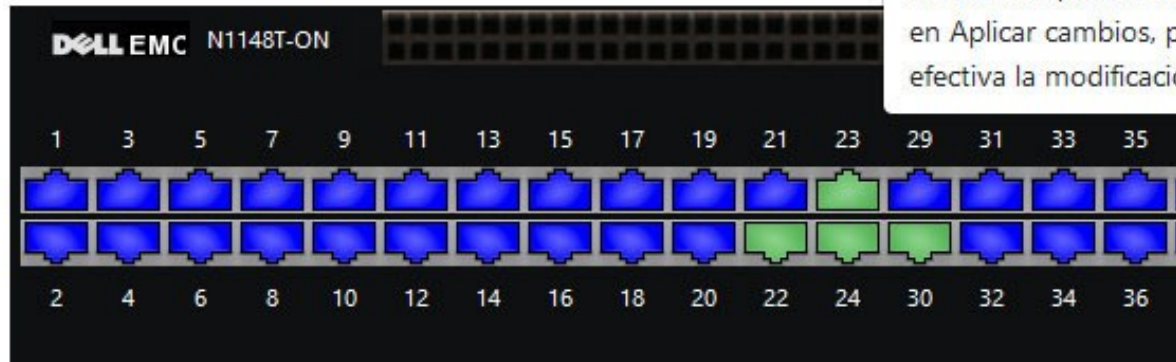 DELL EMC N1148T-ON
en Aplicar cambios, p
efectiva la modificaci
1 3 5 7 9 11 13 15 17 19 21 23 29 31 33 35
2 4 6 8 10 12 14 16 18 20 22 24 30 32 34 36